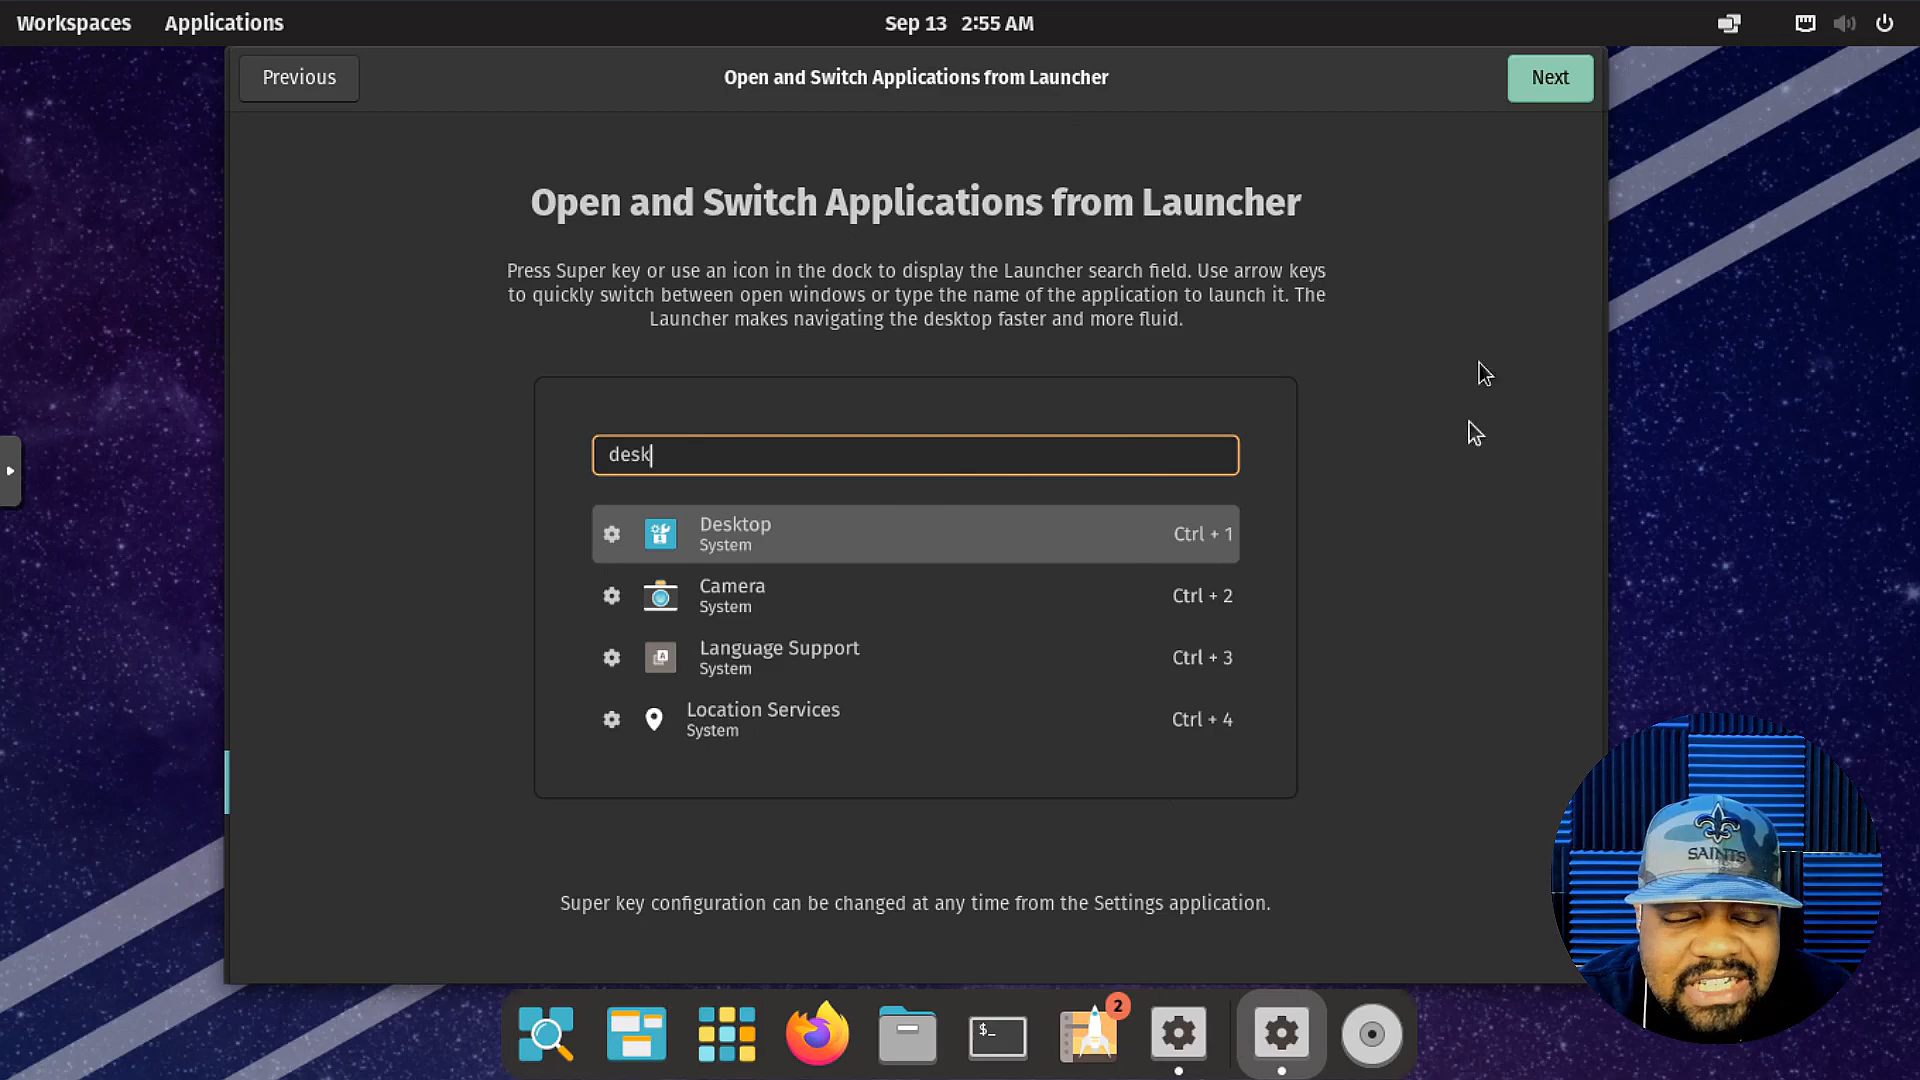 Workspaces Applications Sep 13 2:55 AM
Previous Open and Switch Applications from Launcher Next
Open and Switch Applications from Launcher
Press Super key or use an icon in the dock to display the Launcher search field. Use arrow keys
to quickly switch between open windows or type the name of the application to launch it. The
Launcher makes navigating the desktop faster and more fluid.
desk
Desktop
System
Ctrl + 1
Camera
System
Ctrl + 2
Language Support
System
Ctrl + 3
Location Services
System
Ctrl + 4
SAINTS
Super key configuration can be changed at any time from the Settings application.
2
$_